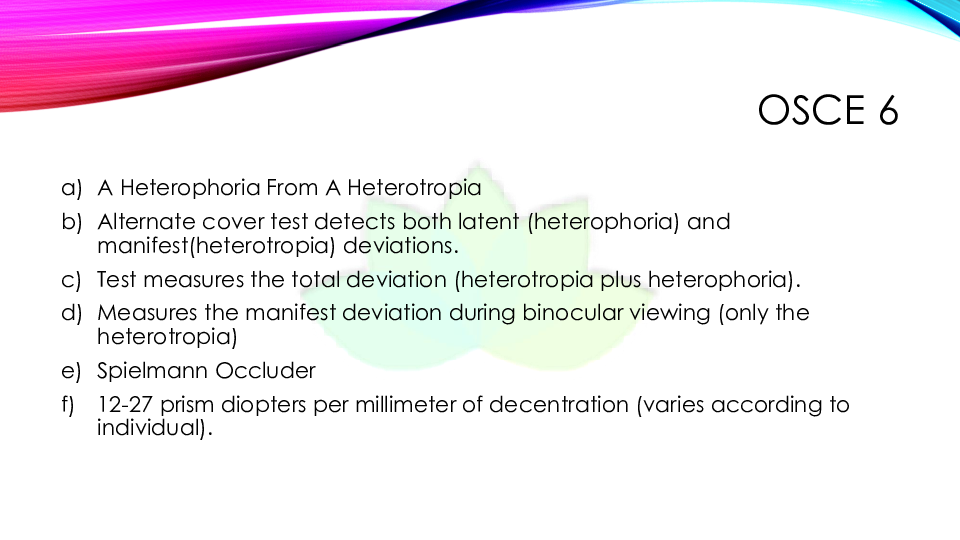 OSCE 6
a) A Heterophoria From A Heterotropia
b) Alternate cover test detects both latent (heterophoria) and
manifest(heterotropia) deviations.
c) Test measures the total deviation (heterotropia plus heterophoria).
d) Measures the manifest deviation during binocular viewing (only the
heterotropia)
e) Spielmann Occluder
f) 12-27 prism diopters per millimeter of decentration (varies according to
individual).